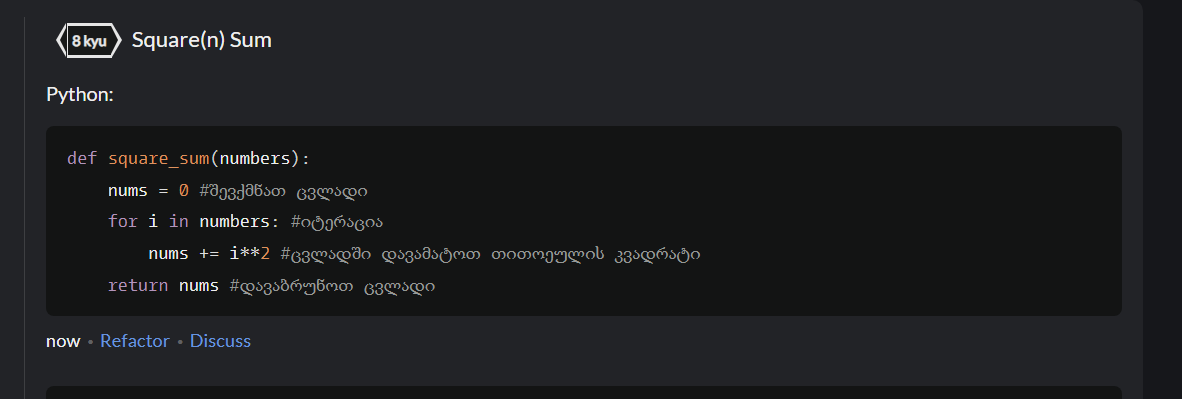 8 kyu Square(n) Sum
Python:
def square_sum(numbers):
    nums = 0 #შევქმნათ ცვლადი
    for i in numbers: #იტერაცია
        nums += i**2 #ცვლადში დავამატოთ თითოეულის კვადრატი
    return nums #დავაბრუნოთ ცვლადი
now • Refactor • Discuss